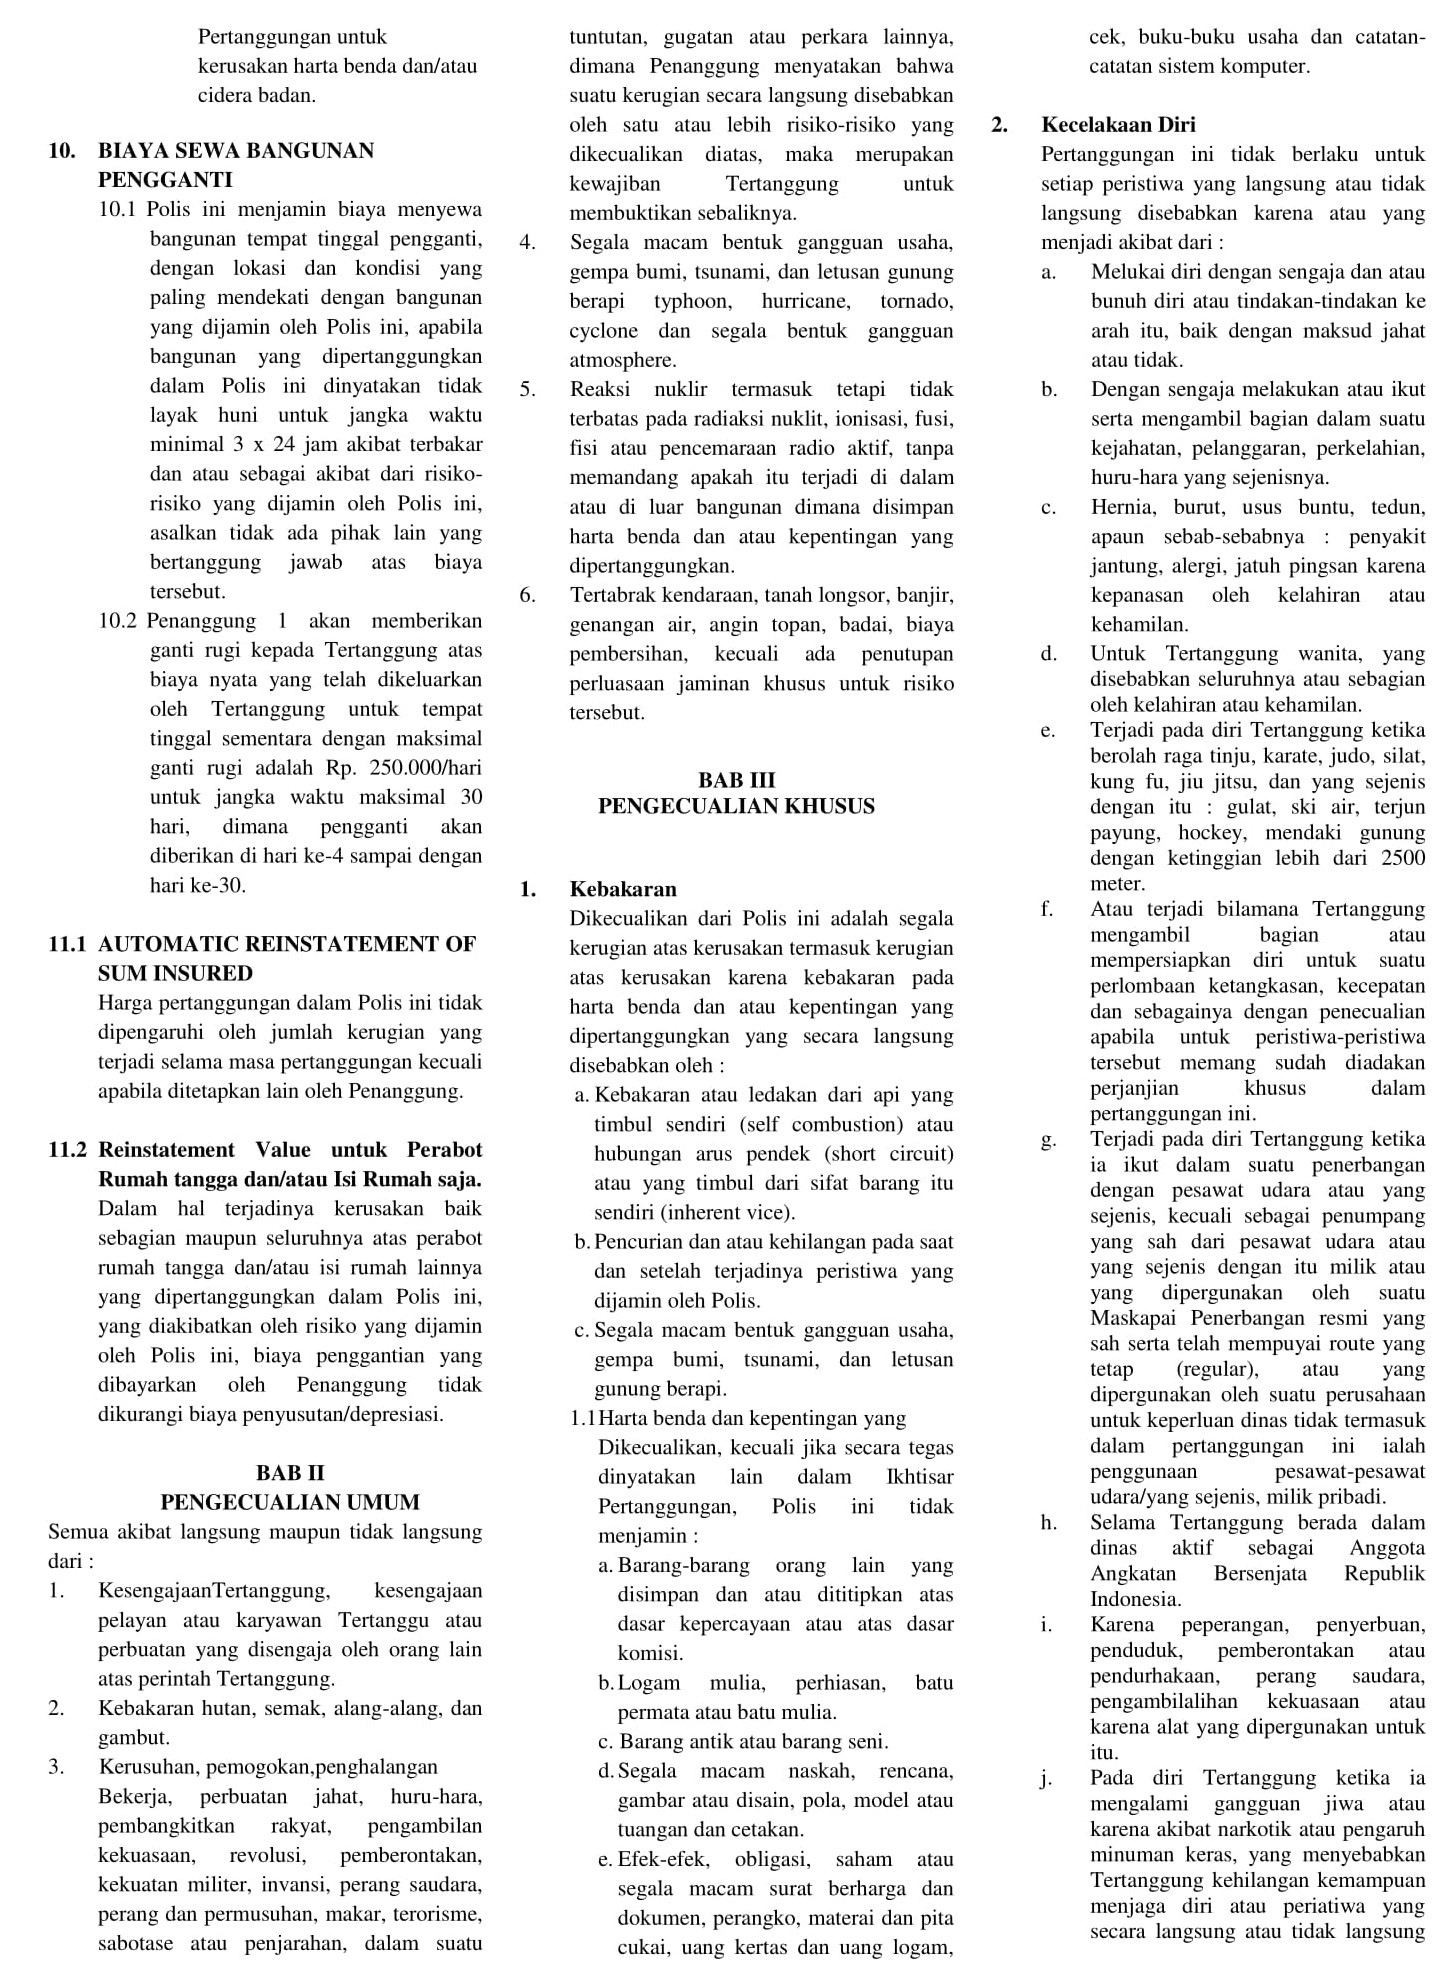 Pertanggungan untuk
kerusakan harta benda dan/atau
cidera badan.
10. BIAYA SEWA BANGUNAN
PENGGANTI
10.1 Polis ini menjamin biaya menyewa
bangunan tempat tinggal pengganti,
dengan lokasi dan kondisi yang
paling mendekati dengan bangunan
yang dijamin oleh Polis ini, apabila
bangunan yang dipertanggungkan
dalam Polis ini dinyatakan tidak
layak huni untuk jangka waktu
minimal 3 x 24 jam akibat terbakar
dan atau sebagai akibat dari risiko-
risiko yang dijamin oleh Polis ini,
asalkan tidak ada pihak lain yang
bertanggung jawab atas biaya
tersebut.
10.2 Penanggung 1 akan memberikan
ganti rugi kepada Tertanggung atas
biaya nyata yang telah dikeluarkan
oleh Tertanggung untuk tempat
tinggal sementara dengan maksimal
ganti rugi adalah Rp. 250.000/hari
untuk jangka waktu maksimal 30
hari, dimana pengganti akan
diberikan di hari ke-4 sampai dengan
hari ke-30.
11.1 AUTOMATIC REINSTATEMENT OF
SUM INSURED
Harga pertanggungan dalam Polis ini tidak
dipengaruhi oleh jumlah kerugian yang
terjadi selama masa pertanggungan kecuali
apabila ditetapkan lain oleh Penanggung.
11.2 Reinstatement Value untuk Perabot
Rumah tangga dan/atau Isi Rumah saja.
Dalam hal terjadinya kerusakan baik
sebagian maupun seluruhnya atas perabot
rumah tangga dan/atau isi rumah lainnya
yang dipertanggungkan dalam Polis ini,
yang diakibatkan oleh risiko yang dijamin
oleh Polis ini, biaya penggantian yang
dibayarkan oleh Penanggung tidak
dikurangi biaya penyusutan/depresiasi.
BAB II
PENGECUALIAN UMUM
Semua akibat langsung maupun tidak langsung
dari :
1. KesengajaanTertanggung, kesengajaan
pelayan atau karyawan Tertanggu atau
perbuatan yang disengaja oleh orang lain
atas perintah Tertanggung.
2. Kebakaran hutan, semak, alang-alang, dan
gambut.
3. Kerusuhan, pemogokan,penghalangan
Bekerja, perbuatan jahat, huru-hara,
pembangkitkan rakyat, pengambilan
kekuasaan, revolusi, pemberontakan,
kekuatan militer, invansi, perang saudara,
perang dan permusuhan, makar, terorisme,
sabotase atau penjarahan, dalam suatu
tuntutan, gugatan atau perkara lainnya,
dimana Penanggung menyatakan bahwa
suatu kerugian secara langsung disebabkan
oleh satu atau lebih risiko-risiko yang
dikecualikan diatas, maka merupakan
kewajiban Tertanggung untuk
membuktikan sebaliknya.
4. Segala macam bentuk gangguan usaha,
gempa bumi, tsunami, dan letusan gunung
berapi typhoon, hurricane, tornado,
cyclone dan segala bentuk gangguan
atmosphere.
5. Reaksi nuklir termasuk tetapi tidak
terbatas pada radiaksi nuklit, ionisasi, fusi,
fisi atau pencemaraan radio aktif, tanpa
memandang apakah itu terjadi di dalam
atau di luar bangunan dimana disimpan
harta benda dan atau kepentingan yang
dipertanggungkan.
6. Tertabrak kendaraan, tanah longsor, banjir,
genangan air, angin topan, badai, biaya
pembersihan, kecuali ada penutupan
perluasaan jaminan khusus untuk risiko
tersebut.
BAB III
PENGECUALIAN KHUSUS
1. Kebakaran
Dikecualikan dari Polis ini adalah segala
kerugian atas kerusakan termasuk kerugian
atas kerusakan karena kebakaran pada
harta benda dan atau kepentingan yang
dipertanggungkan yang secara langsung
disebabkan oleh :
a. Kebakaran atau ledakan dari api yang
timbul sendiri (self combustion) atau
hubungan arus pendek (short circuit)
atau yang timbul dari sifat barang itu
sendiri (inherent vice).
b. Pencurian dan atau kehilangan pada saat
dan setelah terjadinya peristiwa yang
dijamin oleh Polis.
c. Segala macam bentuk gangguan usaha,
gempa bumi, tsunami, dan letusan
gunung berapi.
1.1 Harta benda dan kepentingan yang
Dikecualikan, kecuali jika secara tegas
dinyatakan lain dalam Ikhtisar
Pertanggungan, Polis ini tidak
menjamin :
a. Barang-barang orang lain yang
disimpan dan atau dititipkan atas
dasar kepercayaan atau atas dasar
komisi.
b. Logam mulia, perhiasan, batu
permata atau batu mulia.
c. Barang antik atau barang seni.
d. Segala macam naskah, rencana,
gambar atau disain, pola, model atau
tuangan dan cetakan.
e. Efek-efek, obligasi, saham atau
segala macam surat berharga dan
dokumen, perangko, materai dan pita
cukai, uang kertas dan uang logam,
cek, buku-buku usaha dan catatan-
catatan sistem komputer.
2. Kecelakaan Diri
Pertanggungan ini tidak berlaku untuk
setiap peristiwa yang langsung atau tidak
langsung disebabkan karena atau yang
menjadi akibat dari :
a. Melukai diri dengan sengaja dan atau
bunuh diri atau tindakan-tindakan ke
arah itu, baik dengan maksud jahat
atau tidak.
b. Dengan sengaja melakukan atau ikut
serta mengambil bagian dalam suatu
kejahatan, pelanggaran, perkelahian,
huru-hara yang sejenisnya.
c. Hernia, burut, usus buntu, tedun,
apaun sebab-sebabnya : penyakit
jantung, alergi, jatuh pingsan karena
kepanasan oleh kelahiran atau
kehamilan.
d. Untuk Tertanggung wanita, yang
disebabkan seluruhnya atau sebagian
oleh kelahiran atau kehamilan.
e. Terjadi pada diri Tertanggung ketika
berolah raga tinju, karate, judo, silat,
kung fu, jiu jitsu, dan yang sejenis
dengan itu : gulat, ski air, terjun
payung, hockey, mendaki gunung
dengan ketinggian lebih dari 2500
meter.
f. Atau terjadi bilamana Tertanggung
mengambil bagian atau
mempersiapkan diri untuk suatu
perlombaan ketangkasan, kecepatan
dan sebagainya dengan penecualian
apabila untuk peristiwa-peristiwa
tersebut memang sudah diadakan
perjanjian khusus dalam
pertanggungan ini.
g. Terjadi pada diri Tertanggung ketika
ia ikut dalam suatu penerbangan
dengan pesawat udara atau yang
sejenis, kecuali sebagai penumpang
yang sah dari pesawat udara atau
yang sejenis dengan itu milik atau
yang dipergunakan oleh suatu
Maskapai Penerbangan resmi yang
sah serta telah mempuyai route yang
tetap (regular), atau yang
dipergunakan oleh suatu perusahaan
untuk keperluan dinas tidak termasuk
dalam pertanggungan ini ialah
penggunaan pesawat-pesawat
udara/yang sejenis, milik pribadi.
h. Selama Tertanggung berada dalam
dinas aktif sebagai Anggota
Angkatan Bersenjata Republik
Indonesia.
i. Karena peperangan, penyerbuan,
penduduk, pemberontakan atau
pendurhakaan, perang saudara,
pengambilalihan kekuasaan atau
karena alat yang dipergunakan untuk
itu.
j. Pada diri Tertanggung ketika ia
mengalami gangguan jiwa atau
karena akibat narkotik atau pengaruh
minuman keras, yang menyebabkan
Tertanggung kehilangan kemampuan
menjaga diri atau periatiwa yang
secara langsung atau tidak langsung